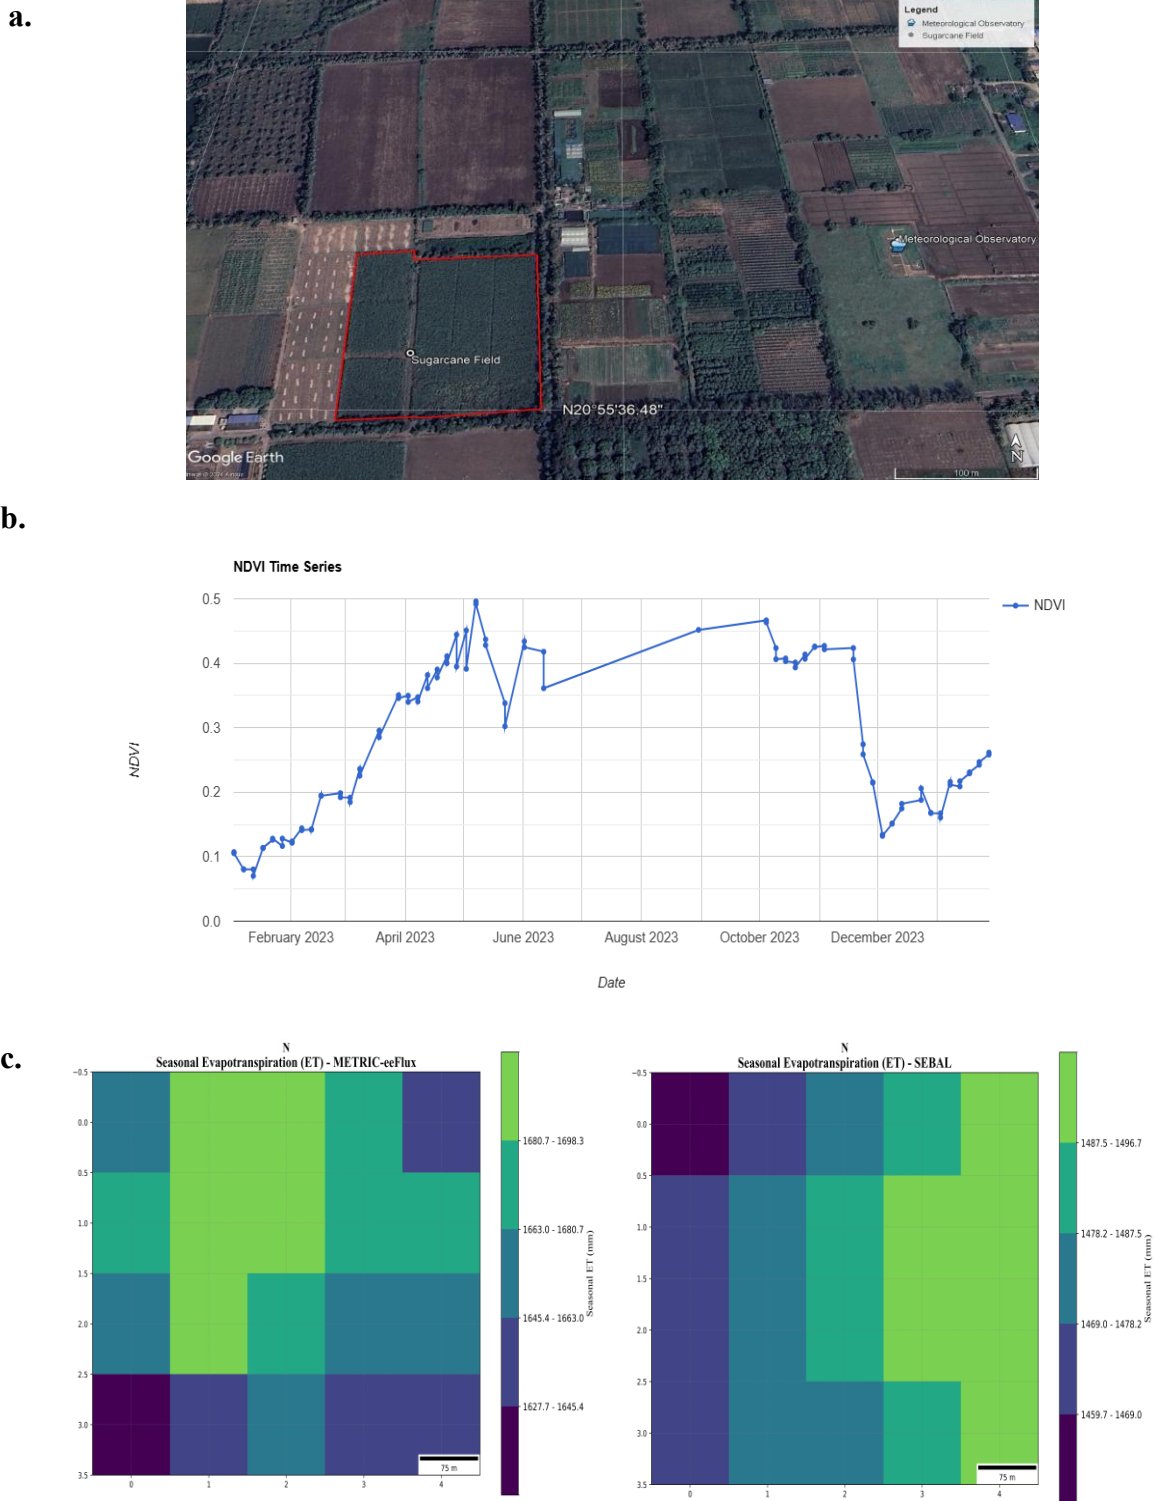 a.
Legend
Meteorological Observatory
Sugarcane Field
Meteorological Observatory
Sugarcane Field
N20°55'36.48"
Google Earth
N
100 m
b.
NDVI Time Series
NDVI
0.5
0.4
0.3
0.2
0.1
0.0
NDVI
February 2023 April 2023 June 2023 August 2023 October 2023 December 2023
Date
c.
N
Seasonal Evapotranspiration (ET) - METRIC-eeFlux
−0.5
0.0
0.5
1.0
1.5
2.0
2.5
3.0
3.5
0 1 2 3 4
75 m
1680.7 - 1698.3
1663.0 - 1680.7
1645.4 - 1663.0
1627.7 - 1645.4
Seasonal ET (mm)
N
Seasonal Evapotranspiration (ET) - SEBAL
−0.5
0.0
0.5
1.0
1.5
2.0
2.5
3.0
3.5
0 1 2 3 4
75 m
1487.5 - 1496.7
1478.2 - 1487.5
1469.0 - 1478.2
1459.7 - 1469.0
Seasonal ET (mm)